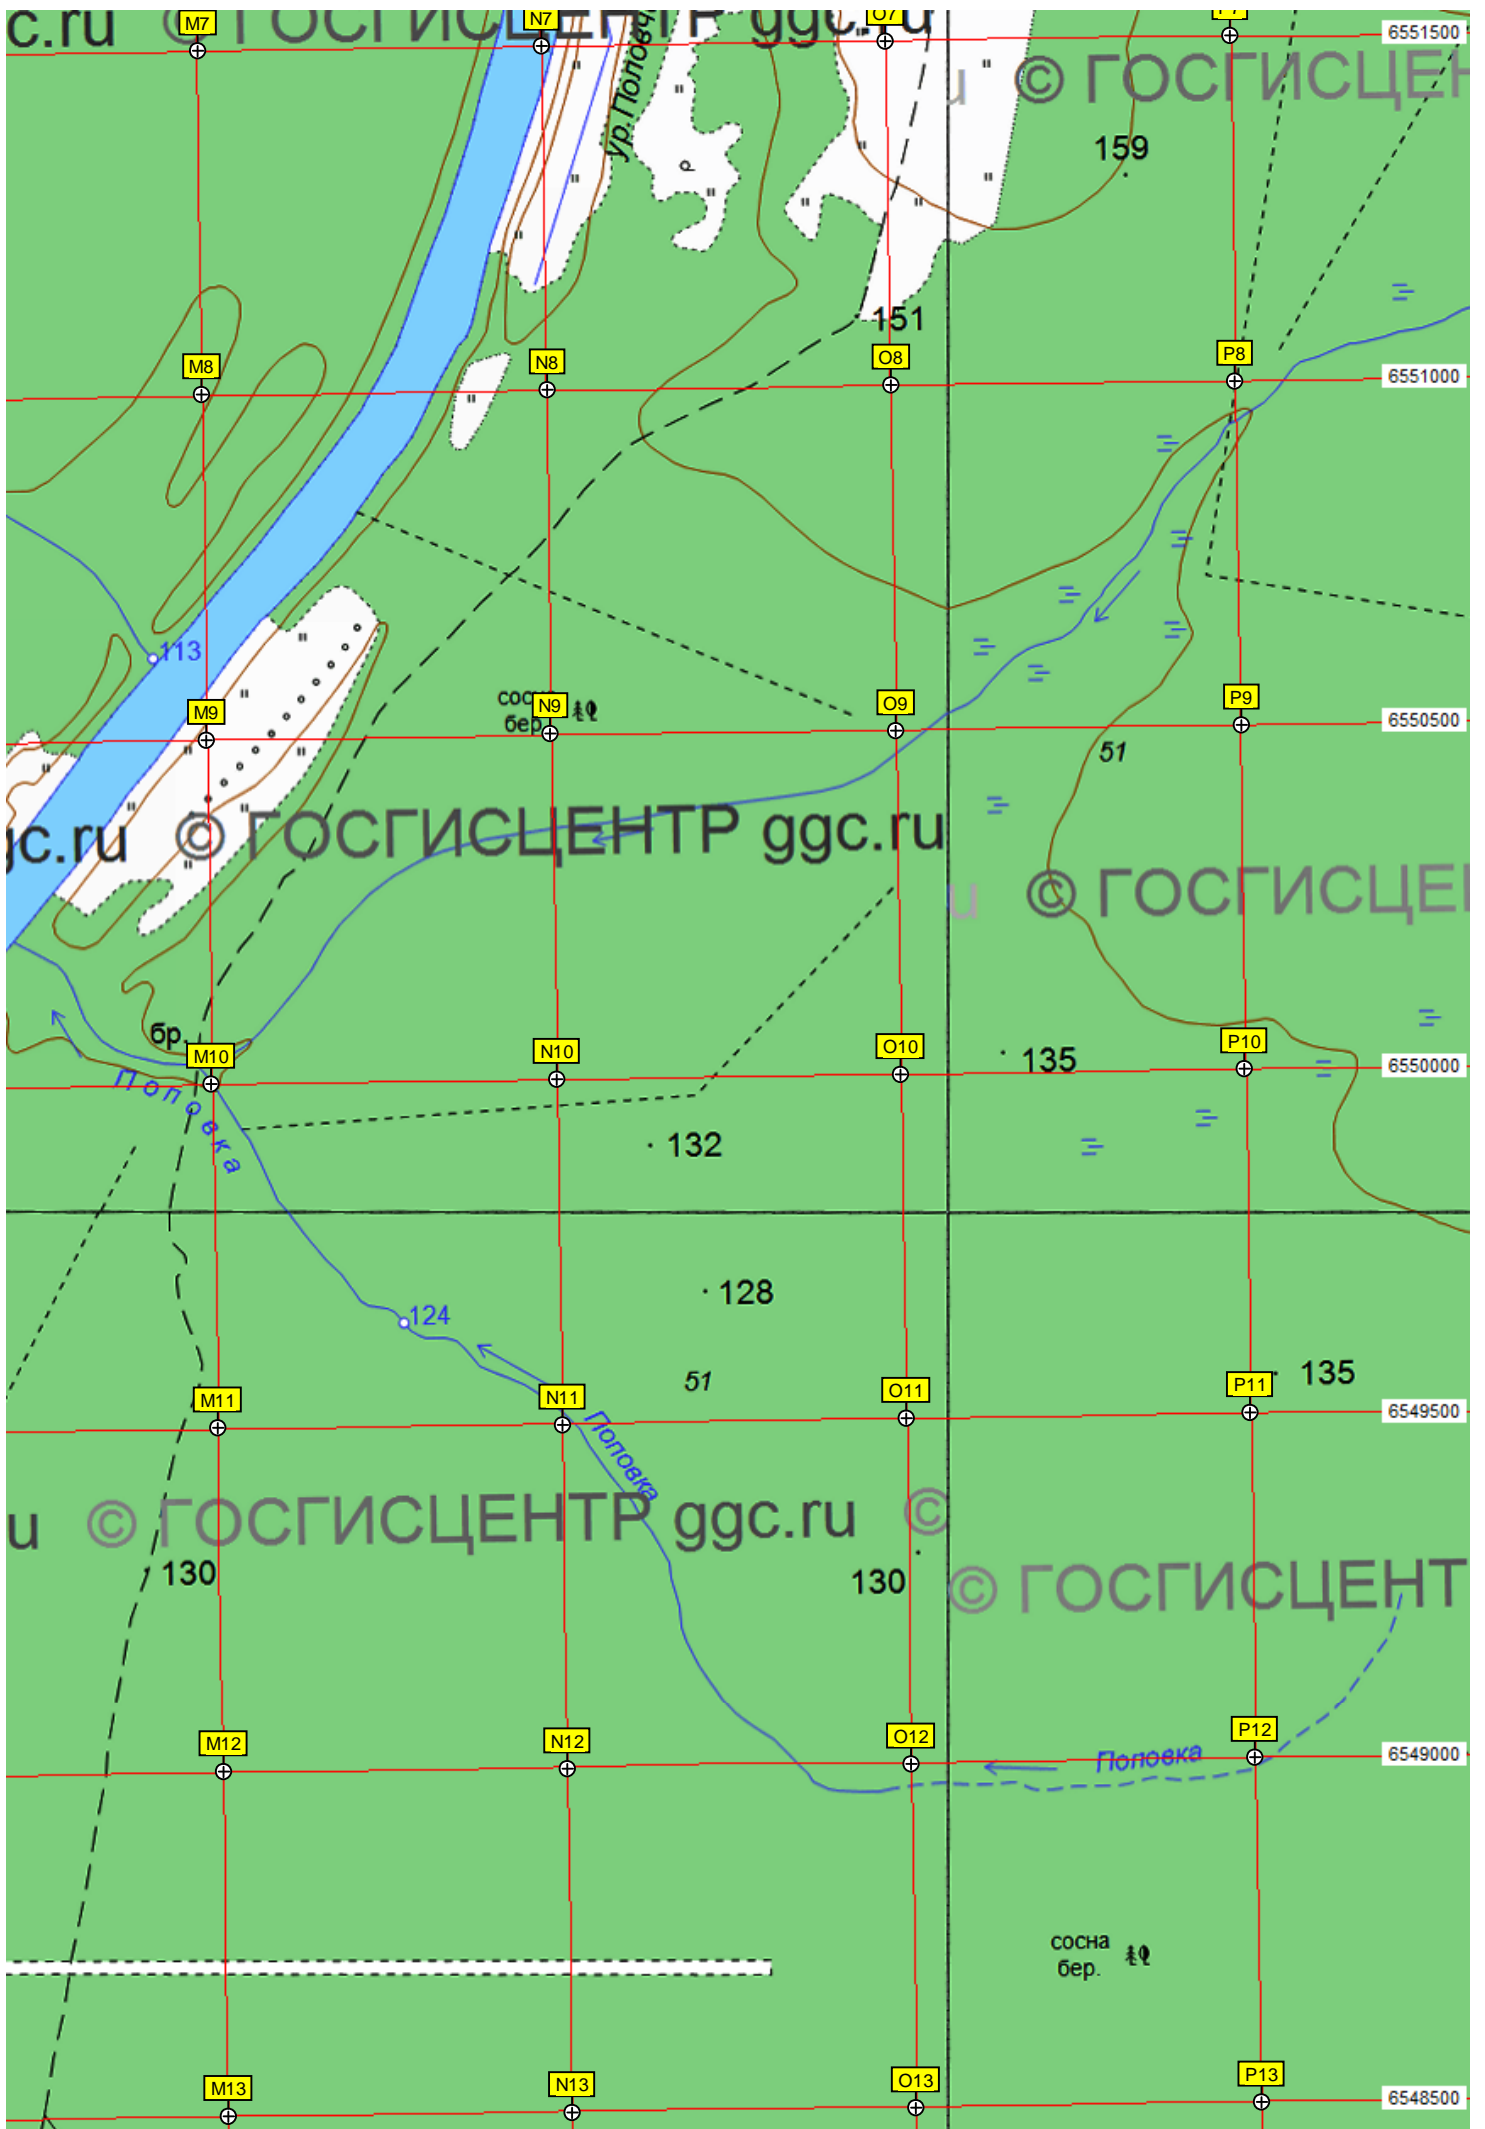 c.ru © ГОСГИСЦЕНТР ggc.ru
M7
N7
O7
6551500
© ГОСГИСЦЕН
159
151
M8
N8
O8
P8
6551000
113
M9
сосна
бер.
N9
O9
P9
6550500
51
gc.ru © ГОСГИСЦЕНТР ggc.ru
u © ГОСГИСЦЕ
бр.
M10
N10
O10
135
P10
6550000
Поповка
132
128
124
51
135
M11
N11
O11
P11
6549500
Поповка
u © ГОСГИСЦЕНТР ggc.ru ©
130
130
© ГОСГИСЦЕНТ
M12
N12
O12
Поповка
P12
6549000
сосна
бер.
M13
N13
O13
P13
6548500